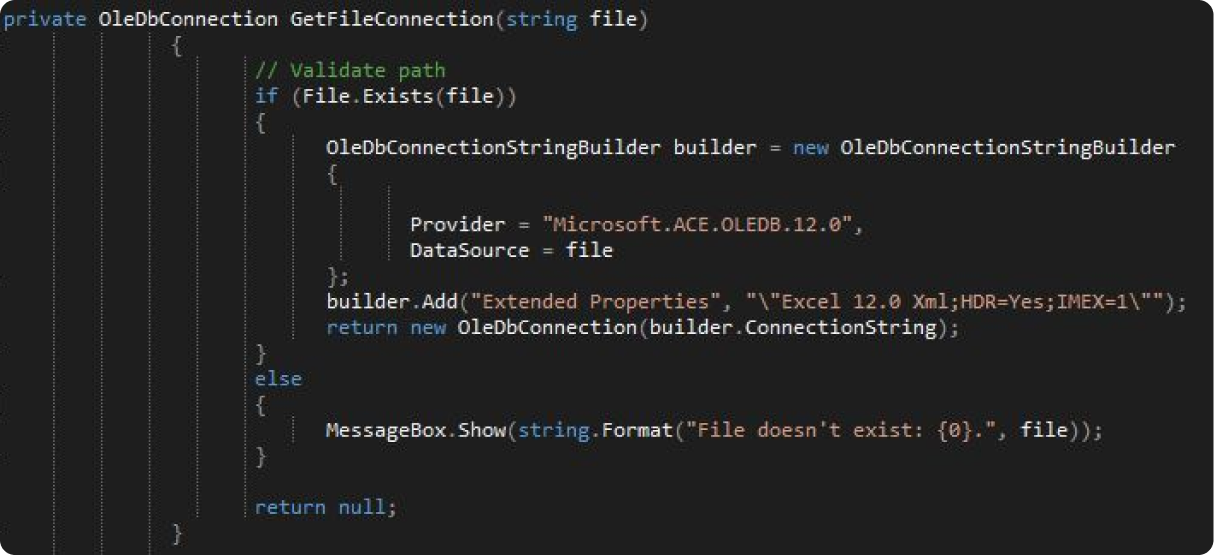 private OleDbConnection GetFileConnection(string file)
{
// Validate path
if (File.Exists(file))
{
OleDbConnectionStringBuilder builder = new OleDbConnectionStringBuilder
{
Provider = "Microsoft.ACE.OLEDB.12.0",
DataSource = file
};
builder.Add("Extended Properties", "\"Excel 12.0 Xml;HDR=Yes;IMEX=1\"");
return new OleDbConnection(builder.ConnectionString);
}
else
{
MessageBox.Show(string.Format("File doesn't exist: {0}.", file));
}
return null;
}